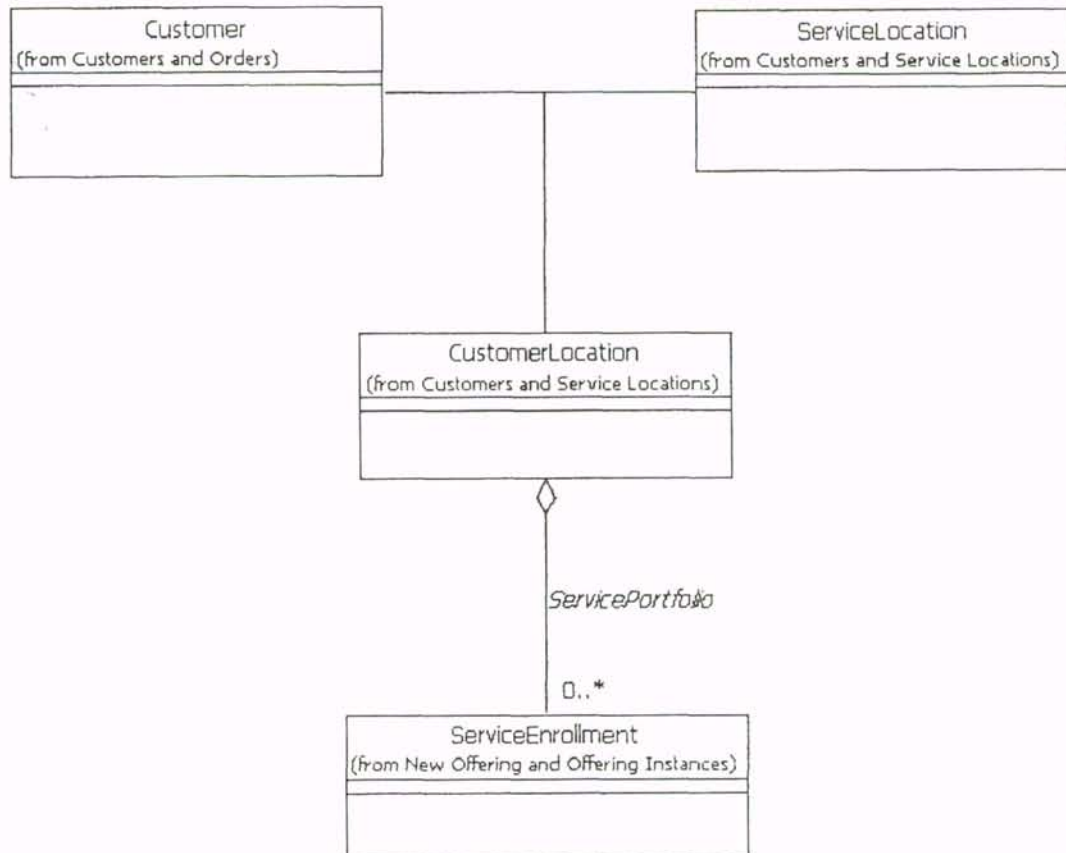 Customer
(from Customers and Orders)
ServiceLocation
(from Customers and Service Locations)
CustomerLocation
(from Customers and Service Locations)
ServicePortfolio
0..*
ServiceEnrollment
(from New Offering and Offering Instances)